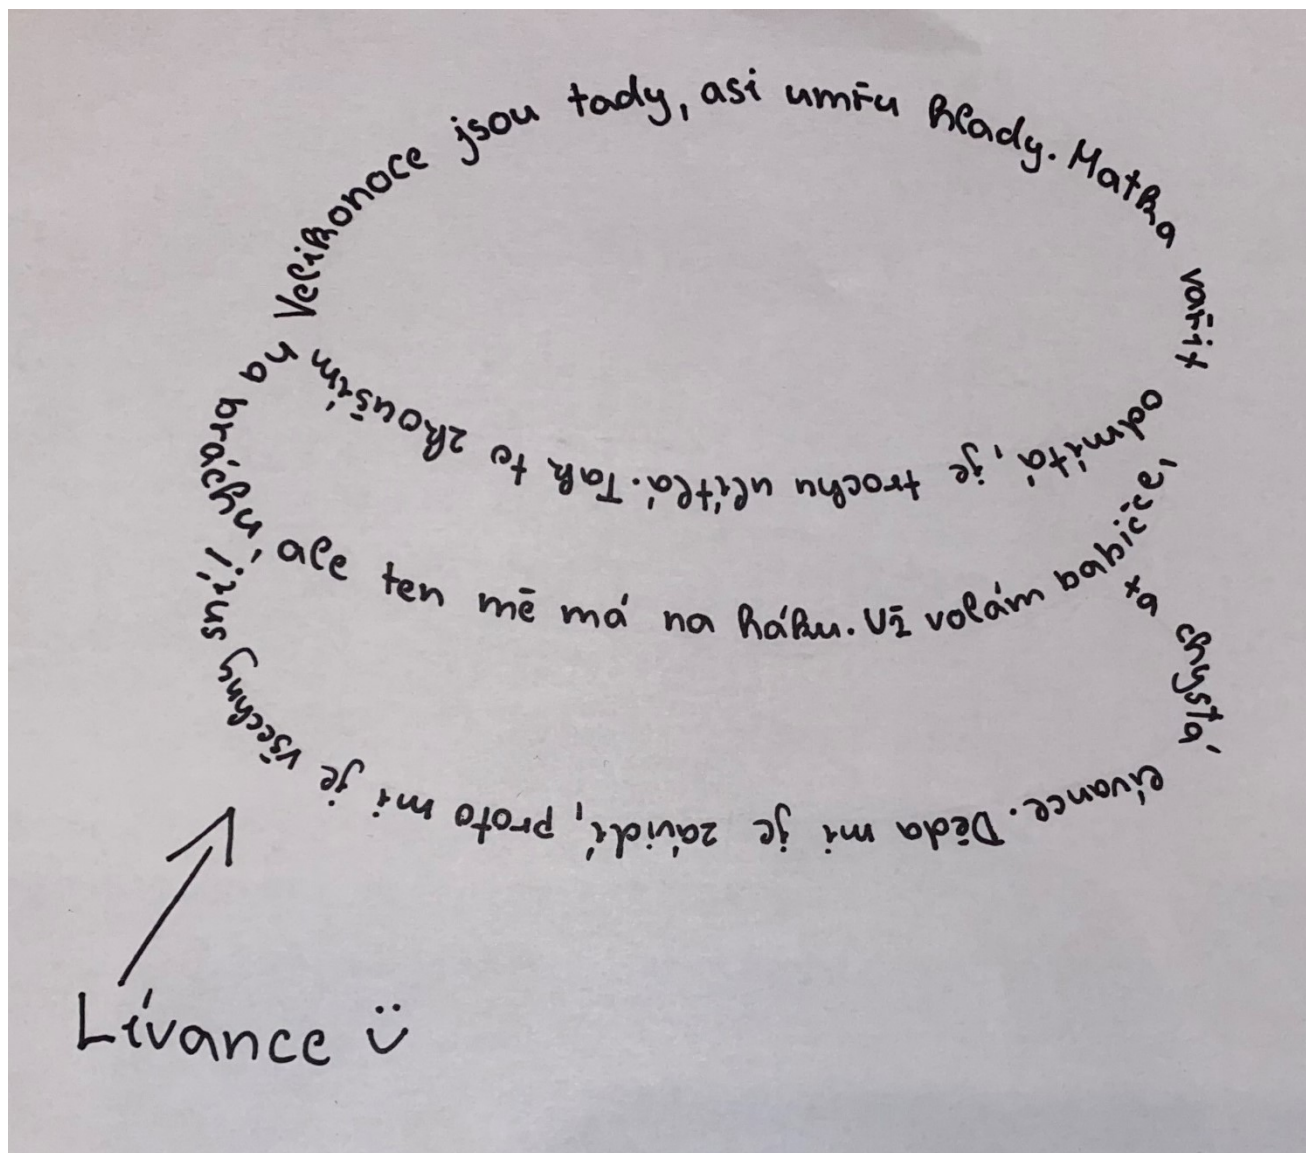 Velikonoce jsou tady, asi umřu hlady. Matka vařit
odmítá, je trochu ulítlá. Tak to zkouším
na bráchu, ale ten mě má na háku. Už volám babičce,
ta chystá
lívance. Děda mi je závidí, proto mi je všechny sní!
Lívance